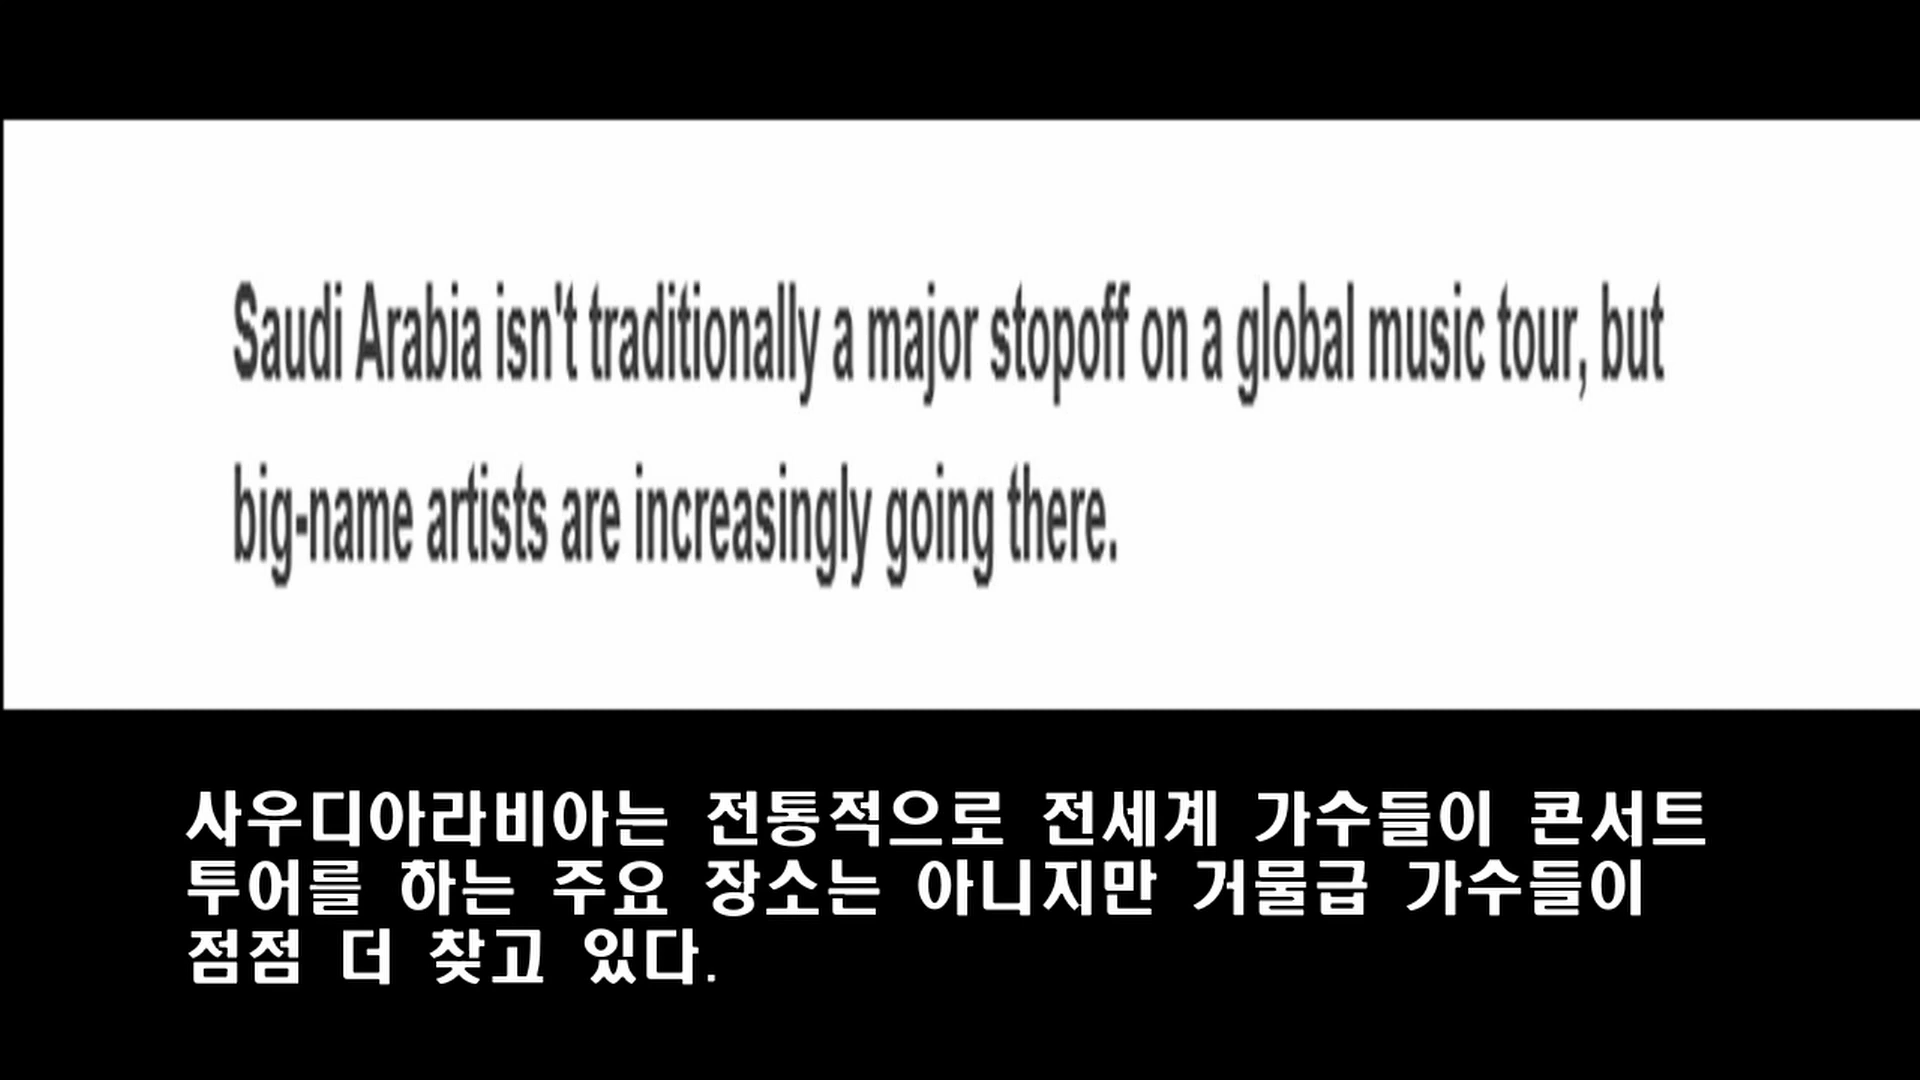 Saudi Arabia isn't traditionally a major stopoff on a global music tour, but
big-name artists are increasingly going there.
사우디아라비아는 전통적으로 전세계 가수들이 콘서트
투어를 하는 주요 장소는 아니지만 거물급 가수들이
점점 더 찾고 있다.